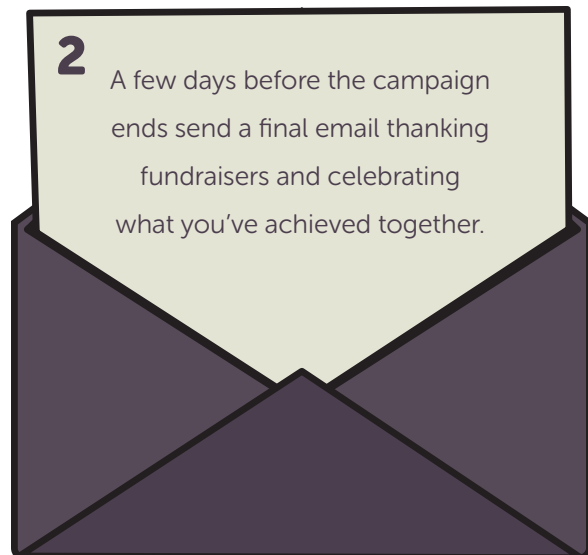 2
A few days before the campaign
ends send a final email thanking
fundraisers and celebrating
what you’ve achieved together.